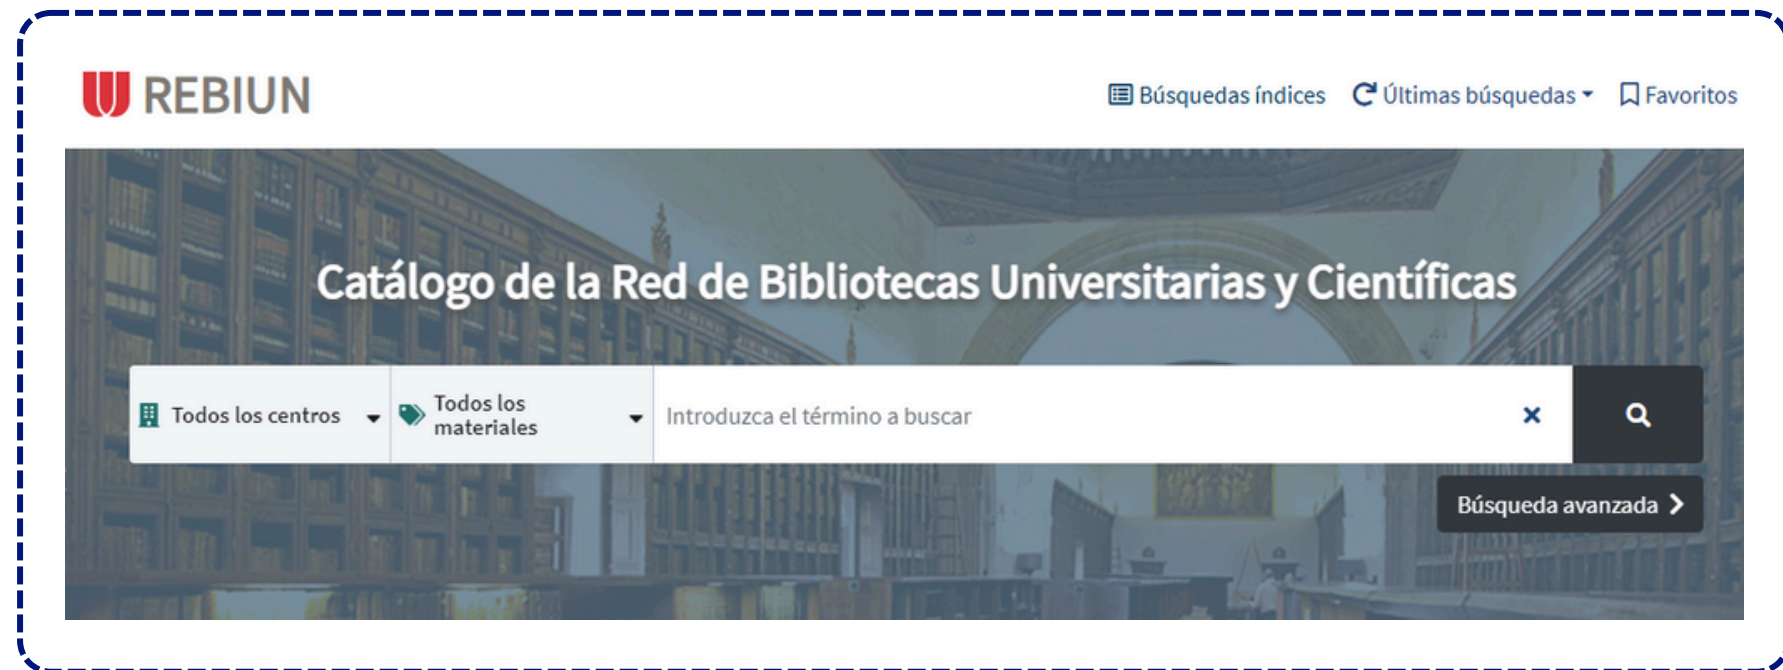 REBIUN
Búsquedas índices Últimas búsquedas Favoritos
Catálogo de la Red de Bibliotecas Universitarias y Científicas
Todos los centros
Todos los
materiales
Introduzca el término a buscar
Búsqueda avanzada